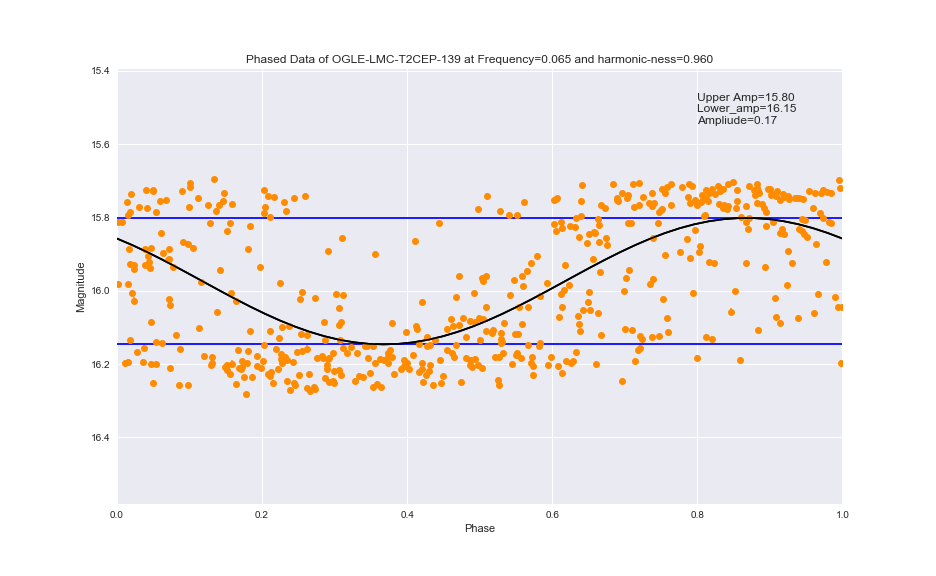 Phased Data of OGLE-LMC-T2CEP-139 at Frequency=0.065 and harmonic-ness=0.960
Upper Amp=15.80
Lower_amp=16.15
Ampliude=0.17
15.4
15.6
15.8
16.0
16.2
16.4
Magnitude
0.0 0.2 0.4 0.6 0.8 1.0
Phase